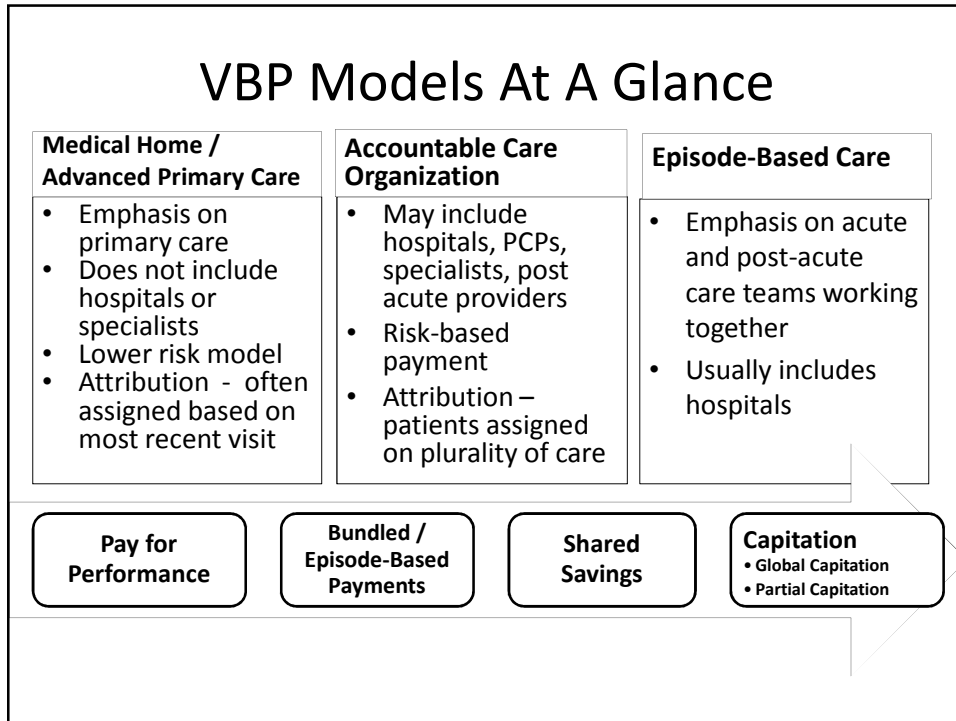 VBP Models At A Glance
Medical Home /
Advanced Primary Care
• Emphasis on
primary care
• Does not include
hospitals or
specialists
• Lower risk model
• Attribution - often
assigned based on
most recent visit
Accountable Care
Organization
• May include
hospitals, PCPs,
specialists, post
acute providers
• Risk-based
payment
• Attribution –
patients assigned
on plurality of care
Episode-Based Care
• Emphasis on acute
and post-acute
care teams working
together
• Usually includes
hospitals
Pay for
Performance
Bundled /
Episode-Based
Payments
Shared
Savings
Capitation
• Global Capitation
• Partial Capitation